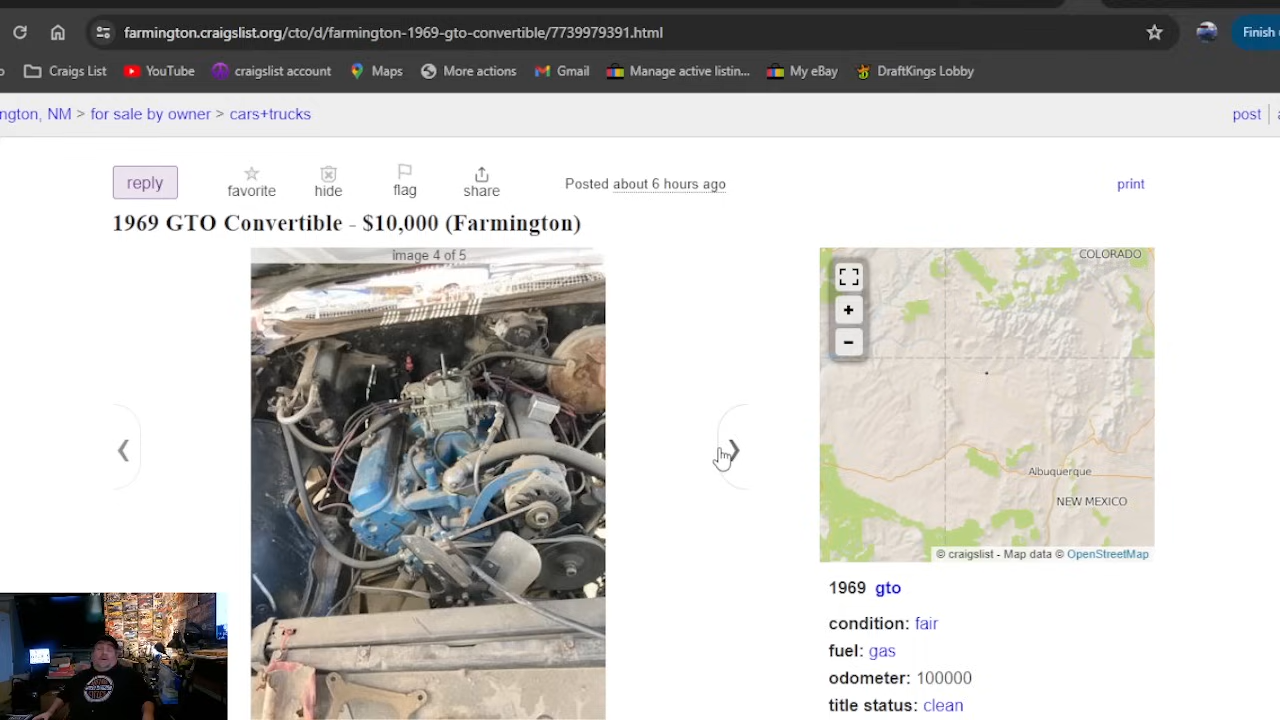 farmington.craigslist.org/cto/d/farmington-1969-gto-convertible/7739979391.html
Finish
Craigs List YouTube craigslist account Maps More actions Gmail Manage active listin... My eBay DraftKings Lobby
ngton, NM > for sale by owner > cars+trucks
post
reply
favorite
hide
flag
share
Posted about 6 hours ago
print
1969 GTO Convertible - $10,000 (Farmington)
image 4 of 5
COLORADO
+
−
Albuquerque
NEW MEXICO
© craigslist - Map data © OpenStreetMap
1969 gto
condition: fair
fuel: gas
odometer: 100000
title status: clean